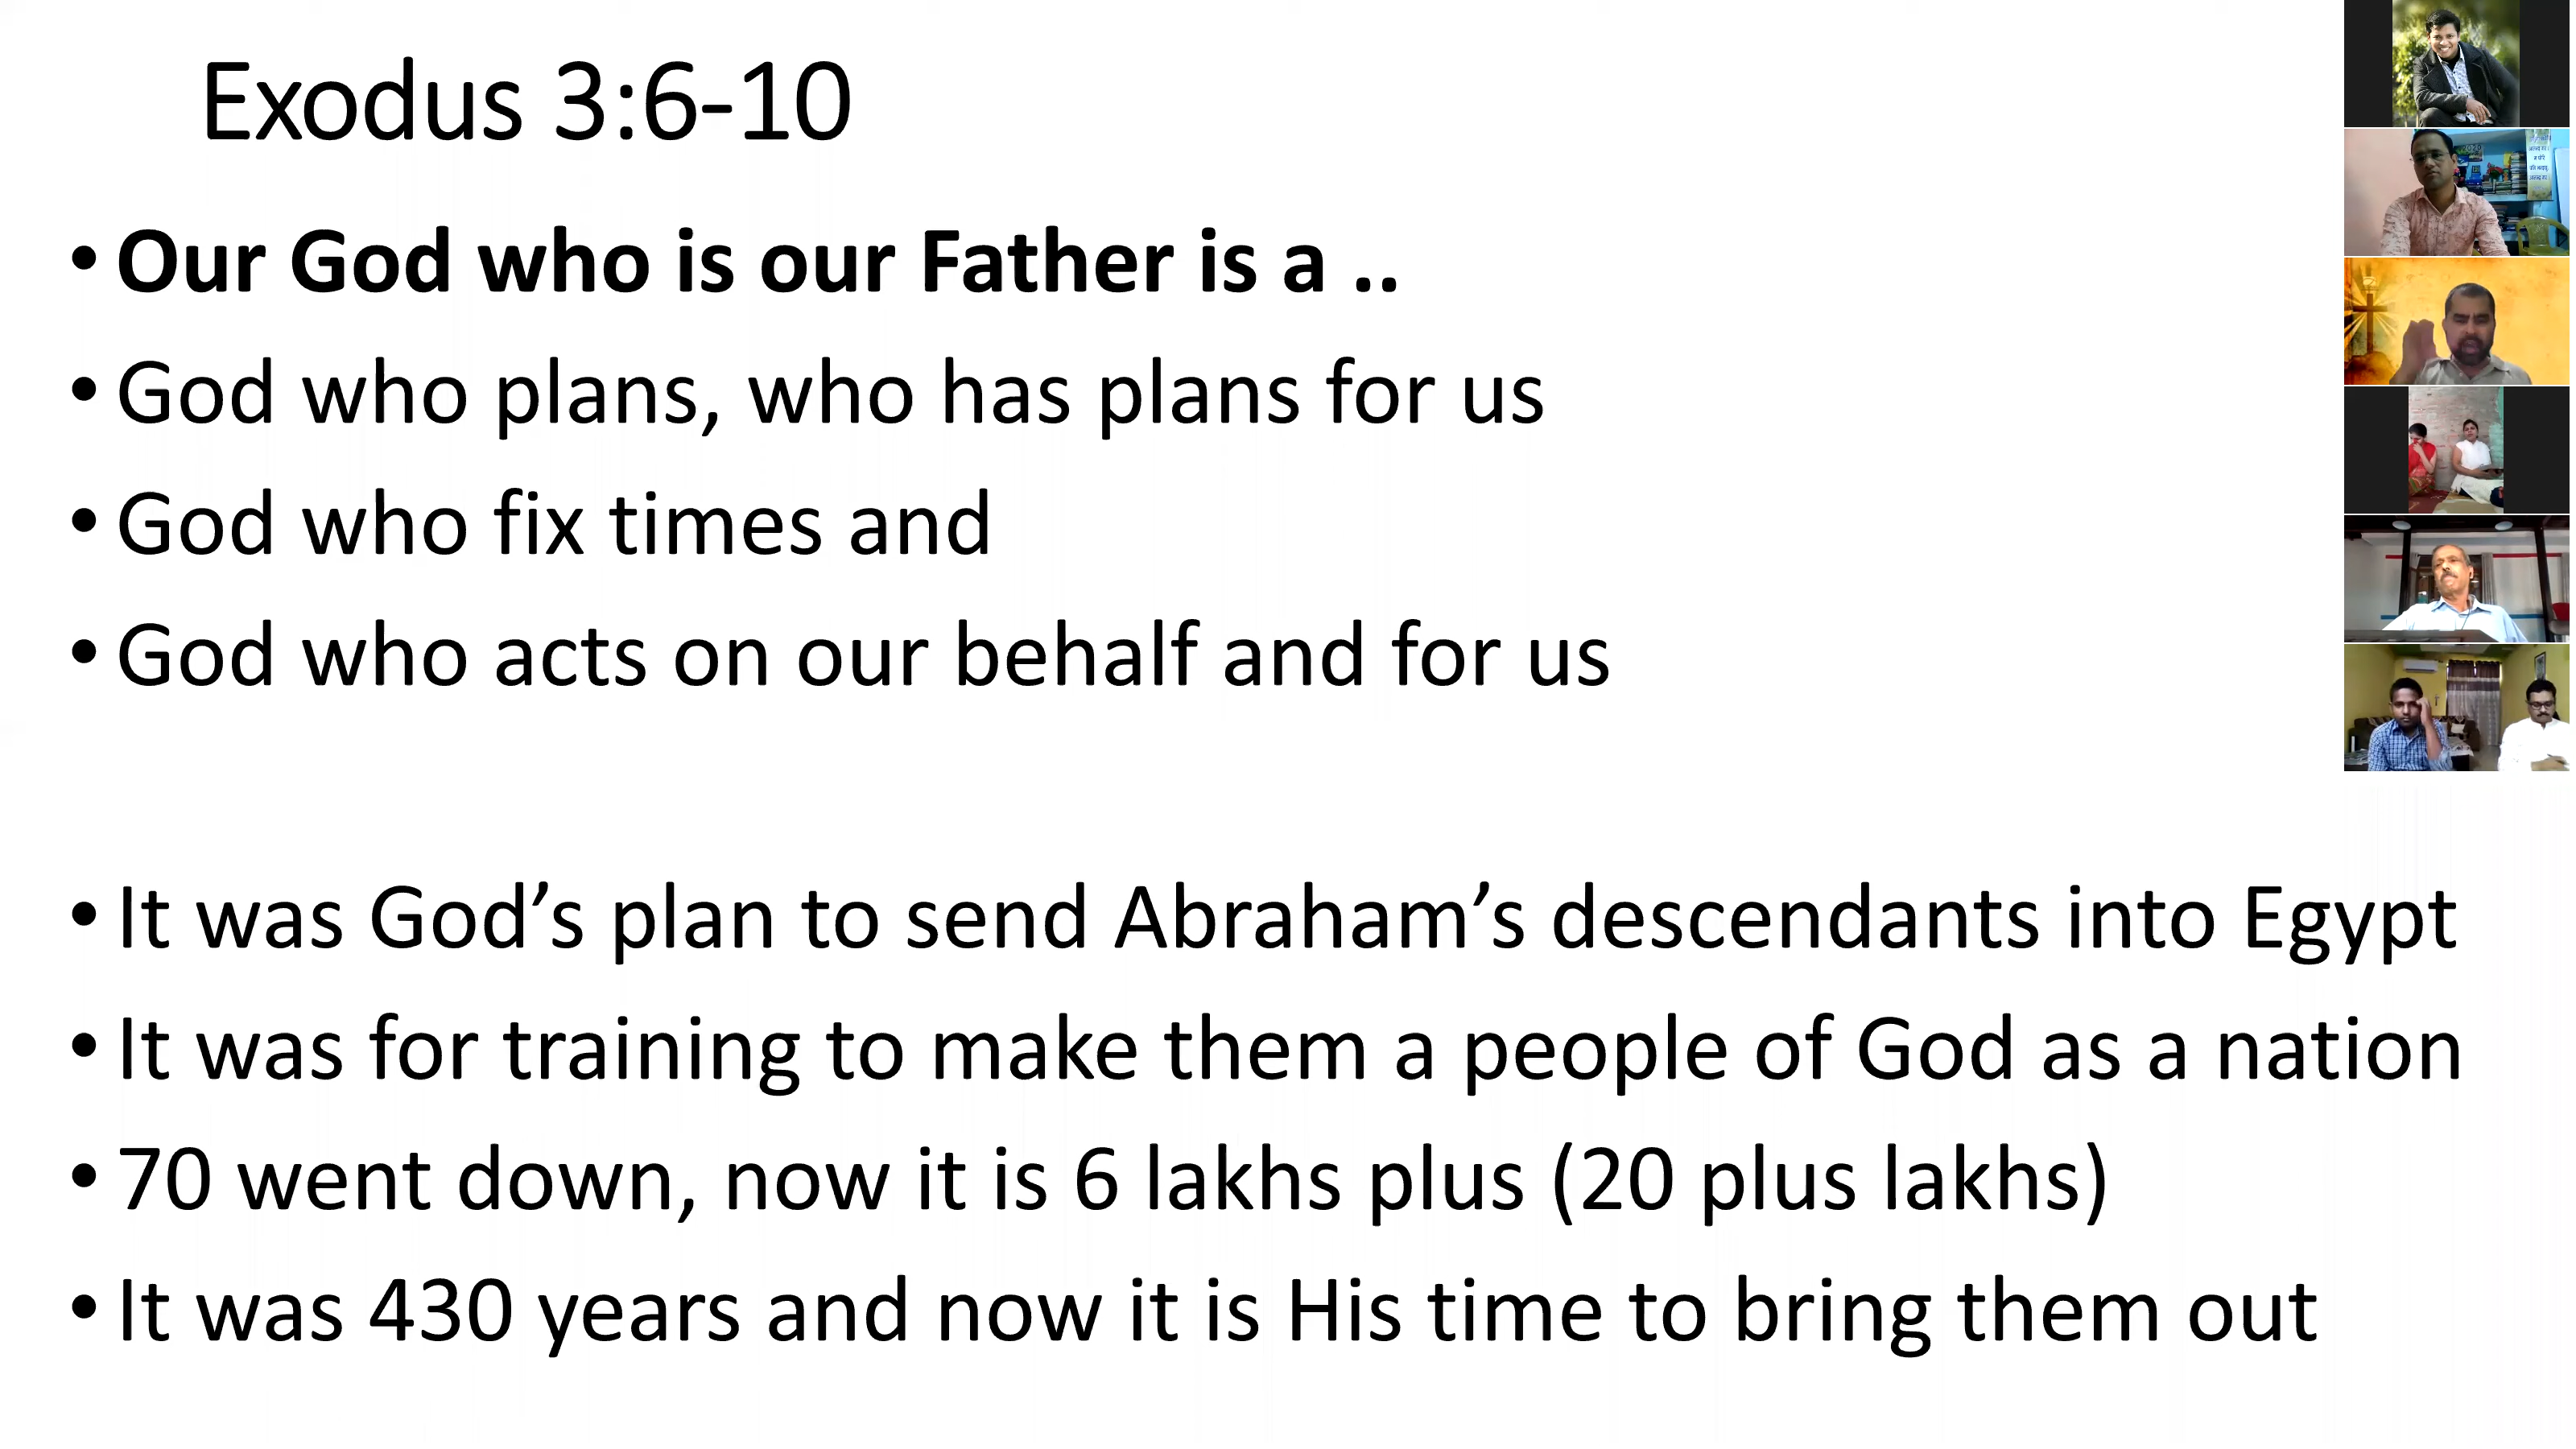 Exodus 3:6-10
• Our God who is our Father is a ..
• God who plans, who has plans for us
• God who fix times and
• God who acts on our behalf and for us
• It was God’s plan to send Abraham’s descendants into Egypt
• It was for training to make them a people of God as a nation
• 70 went down, now it is 6 lakhs plus (20 plus lakhs)
• It was 430 years and now it is His time to bring them out